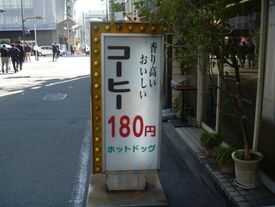 香り高い
おいしい
コーヒー
180円
ホットドッグ